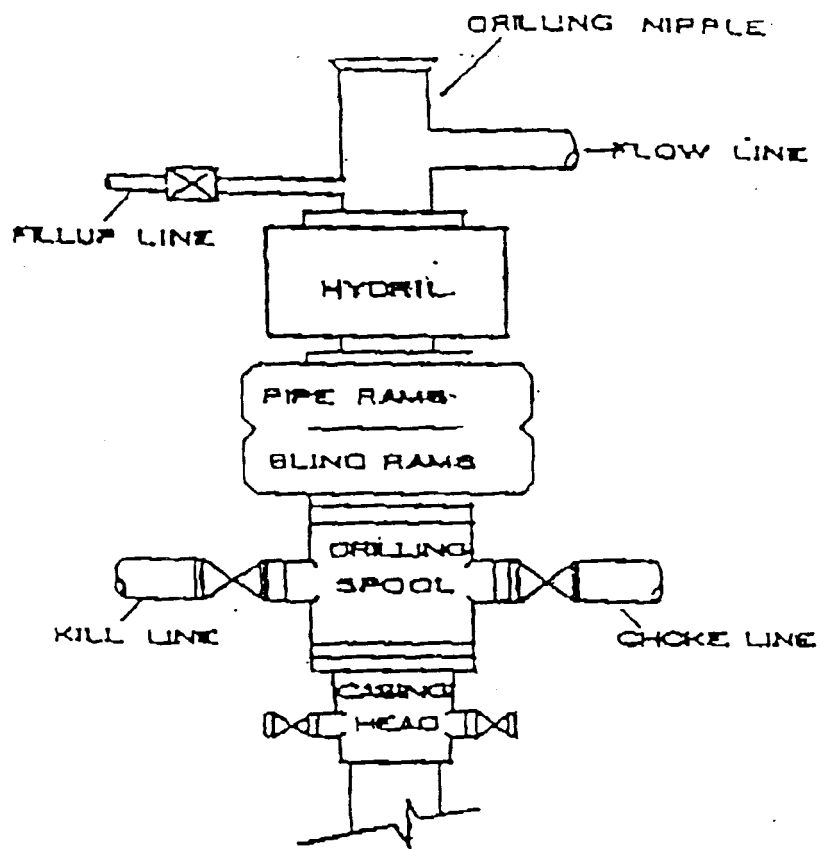 DRILLING NIPPLE
FLOW LINE
FILLUP LINE
HYDRIL
PIPE RAMS
BLIND RAMS
DRILLING
SPOOL
KILL LINE
CHOKE LINE
CASING
HEAD